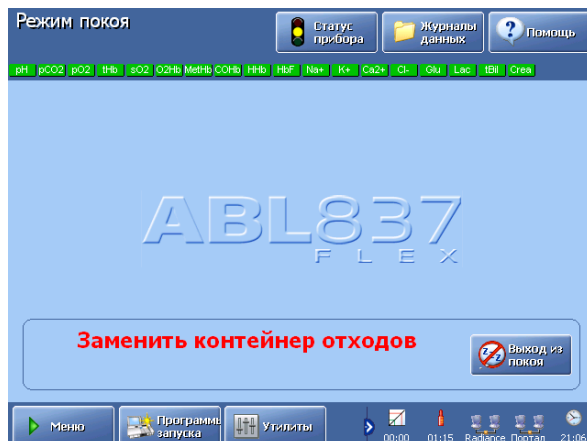 Режим покоя
Статус прибора
Журналы данных
Помощь
pH pCO2 pO2 tHb sO2 O2Hb MetHb COHb HHb HbF Na+ K+ Ca2+ Cl- Glu Lac tBil Crea
ABL837
FLEX
Заменить контейнер отходов
Выход из покоя
Меню
Программы запуска
Утилиты
00:00 01:15 Radiance Портал 21:06